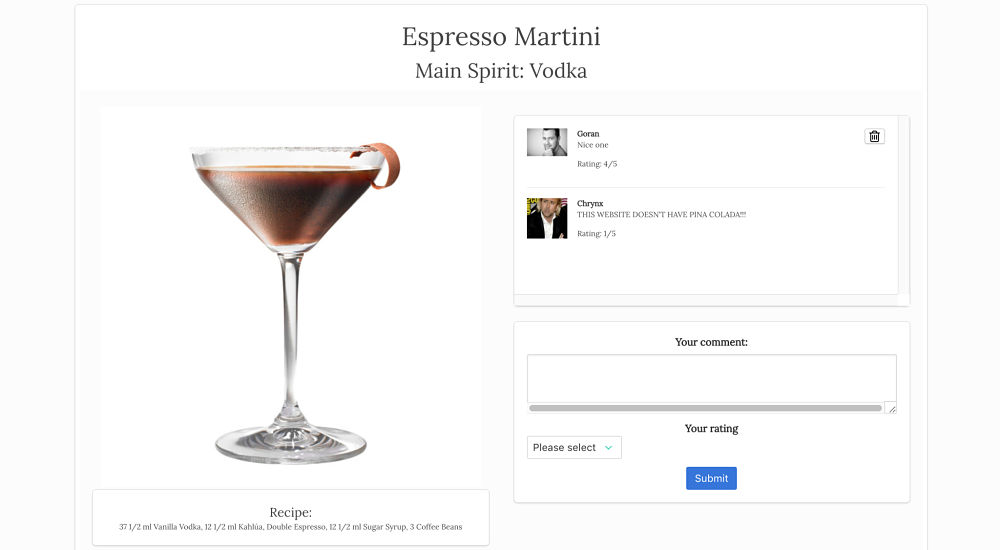 Espresso Martini
Main Spirit: Vodka
Goran
Nice one
Rating: 4/5
Chrynx
THIS WEBSITE DOESN'T HAVE PINA COLADA!!!!
Rating: 1/5
Your comment:
Your rating
Please select
Submit
Recipe:
37 1/2 ml Vanilla Vodka, 12 1/2 ml Kahlúa, Double Espresso, 12 1/2 ml Sugar Syrup, 3 Coffee Beans